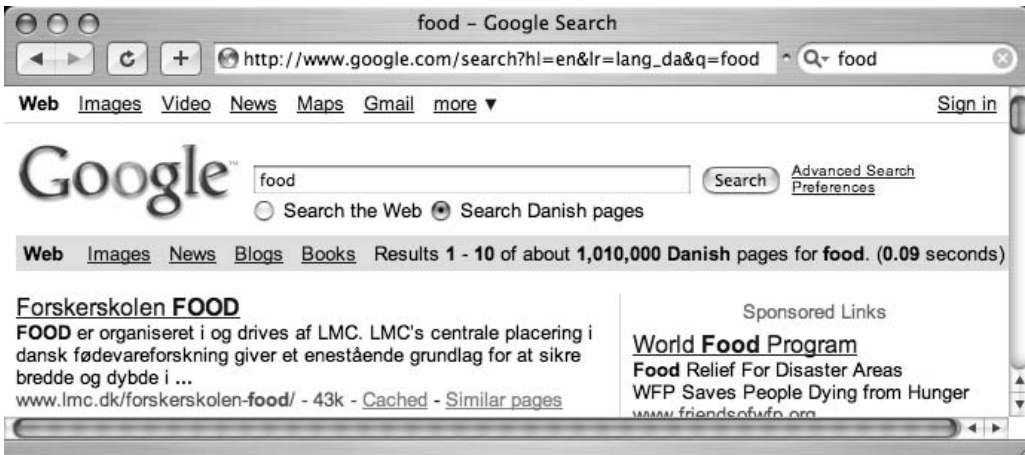 food – Google Search
http://www.google.com/search?hl=en&lr=lang_da&q=food
food
Web Images Video News Maps Gmail more ▼ Sign in
Google™
food
Search
Advanced Search
Preferences
Search the Web Search Danish pages
Web Images News Blogs Books Results 1 - 10 of about 1,010,000 Danish pages for food. (0.09 seconds)
Forskerskolen FOOD
FOOD er organiseret i og drives af LMC. LMC's centrale placering i
dansk fødevareforskning giver et enestående grundlag for at sikre
bredde og dybde i ...
www.lmc.dk/forskerskolen-food/ - 43k - Cached - Similar pages
Sponsored Links
World Food Program
Food Relief For Disaster Areas
WFP Saves People Dying from Hunger
www.friendsofwfp.org